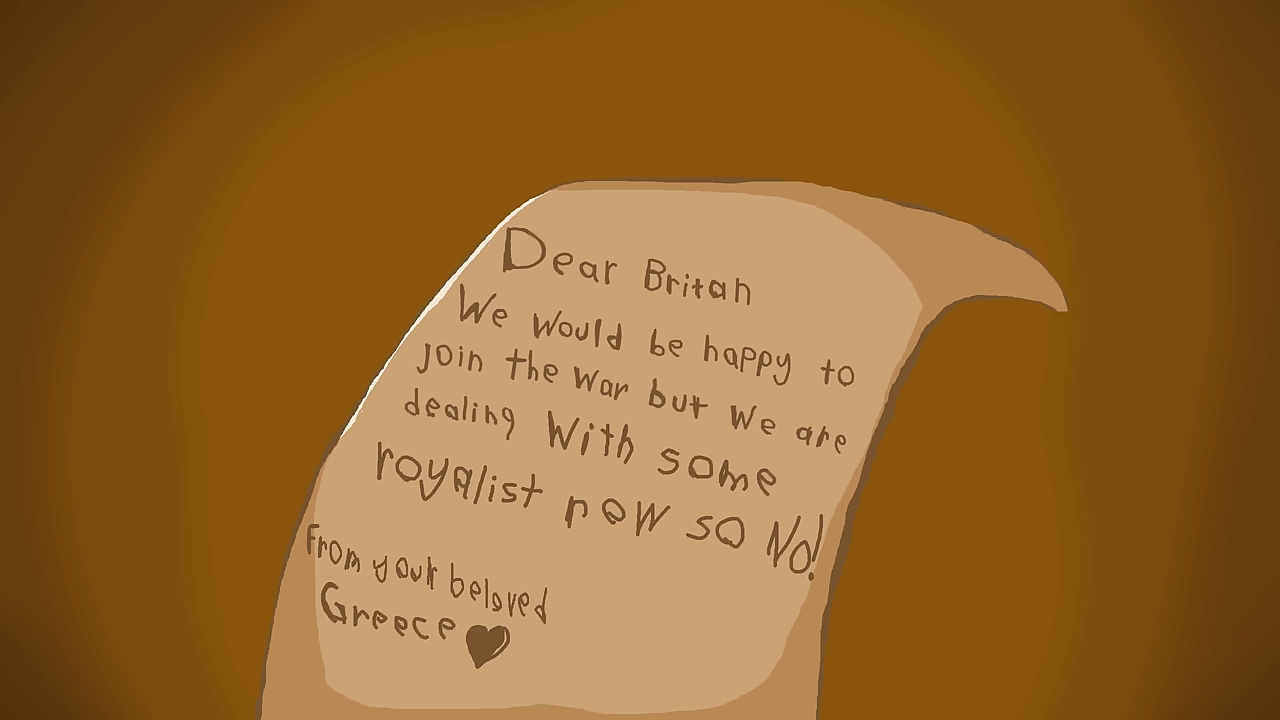 Dear Britan
We would be happy to
join the war but we are
dealing with some
royalist now so No!
From your beloved
Greece